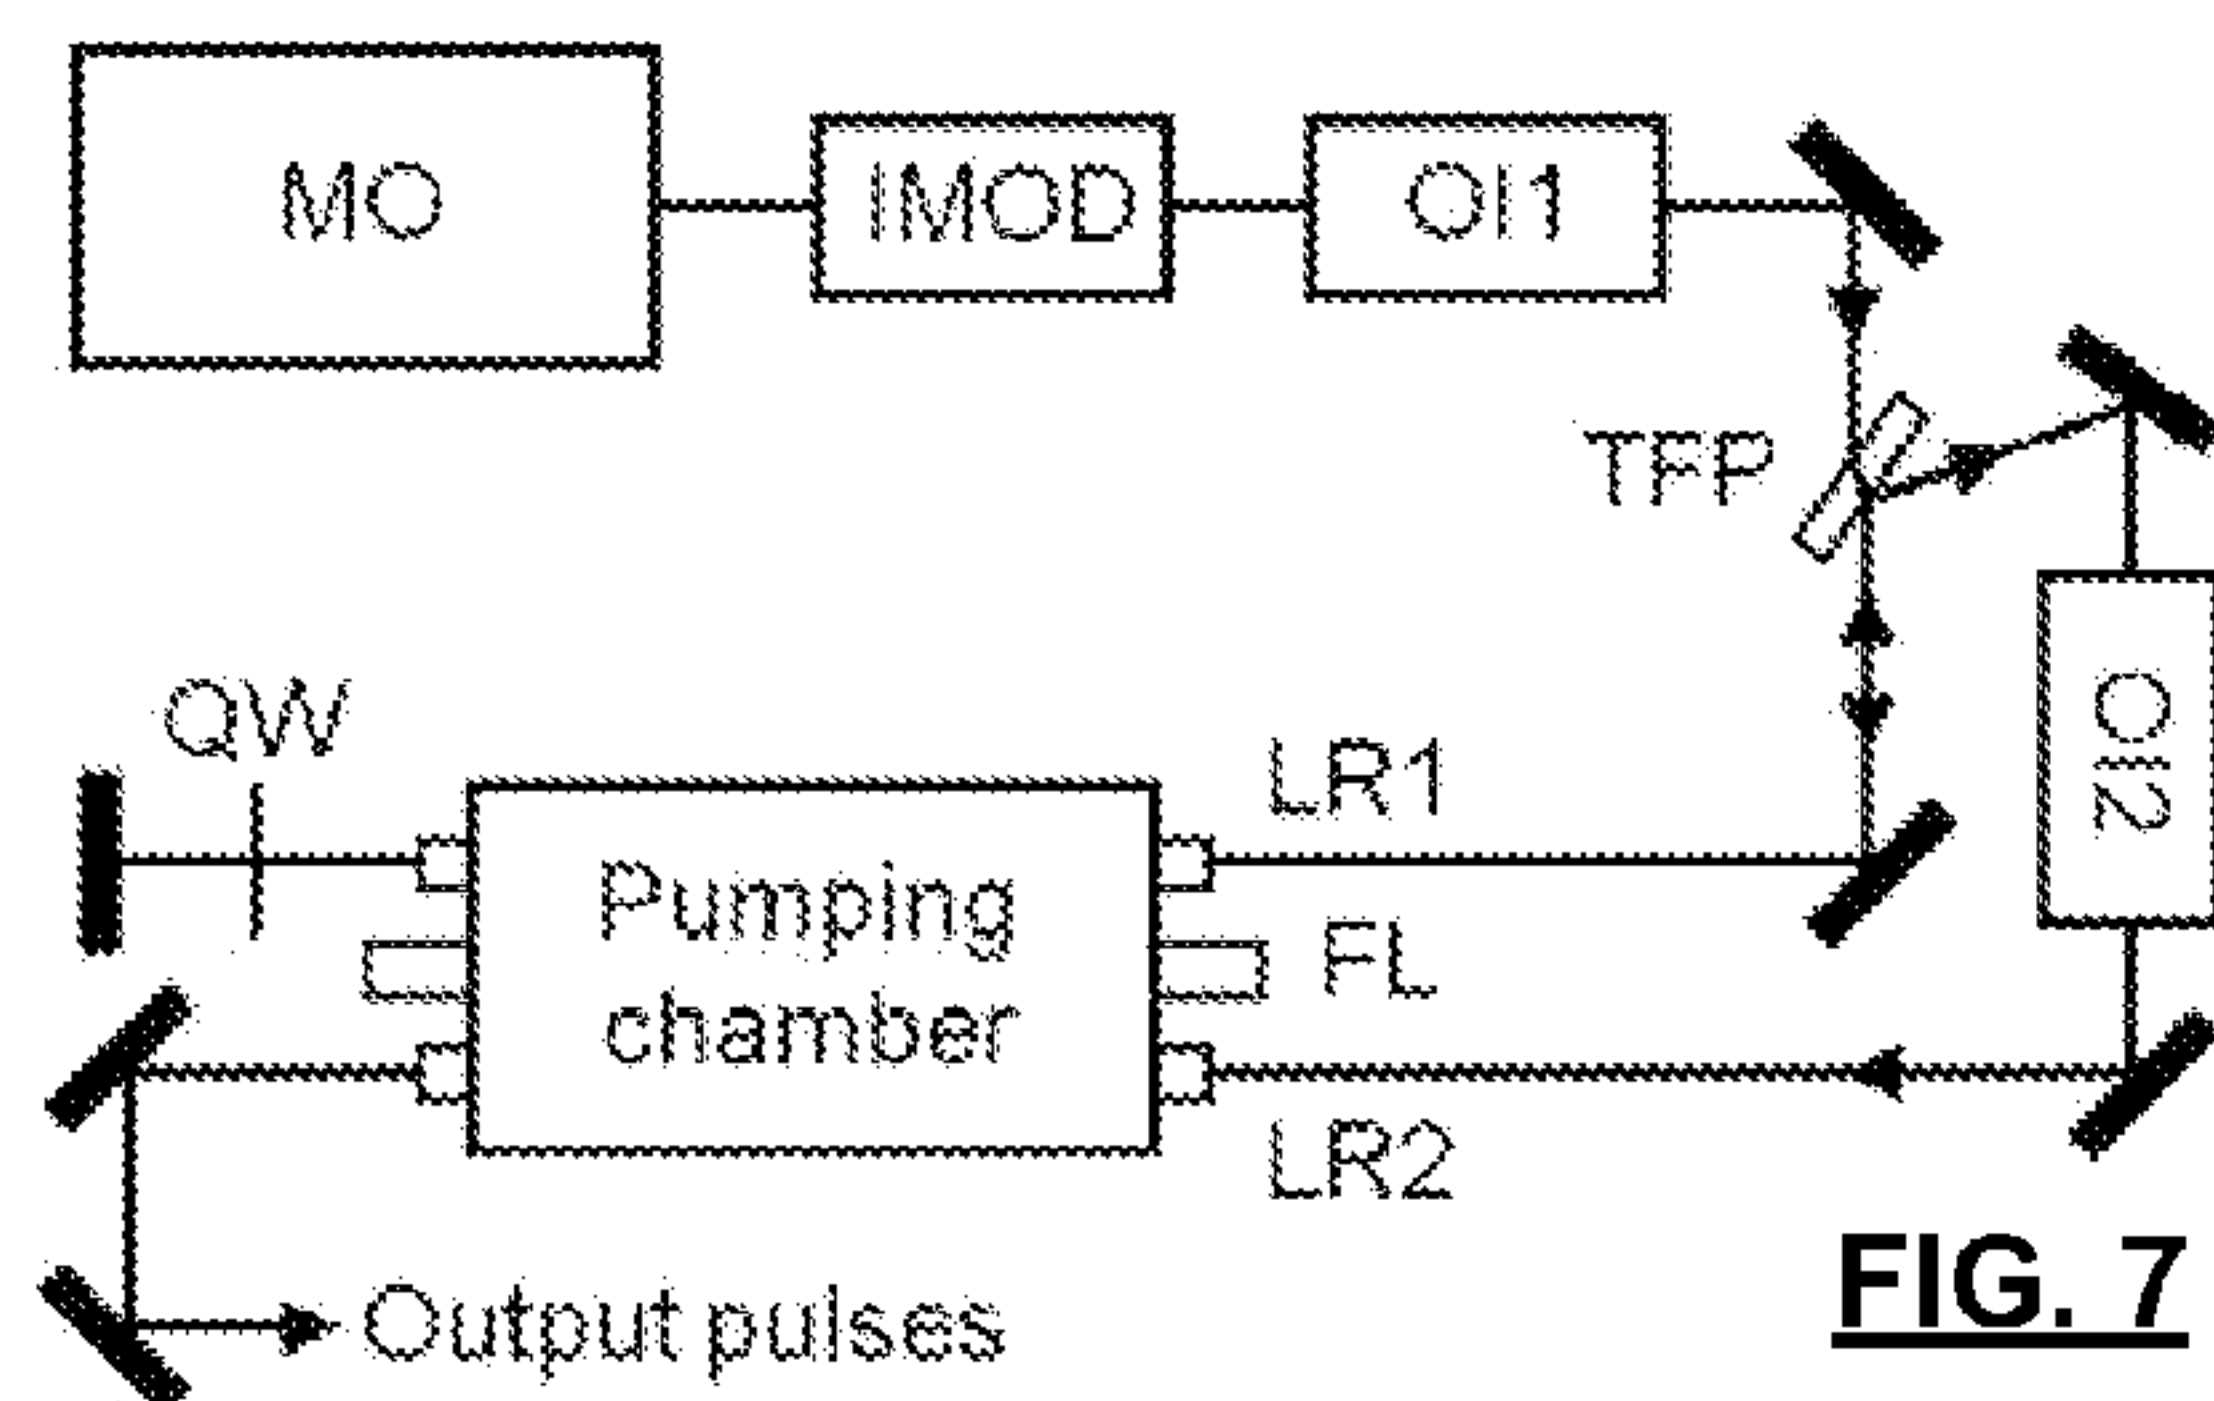 MO
IMOD
OI1
TFP
QW
OI2
LR1
Pumping
chamber
FL
LR2
Output pulses
FIG. 7